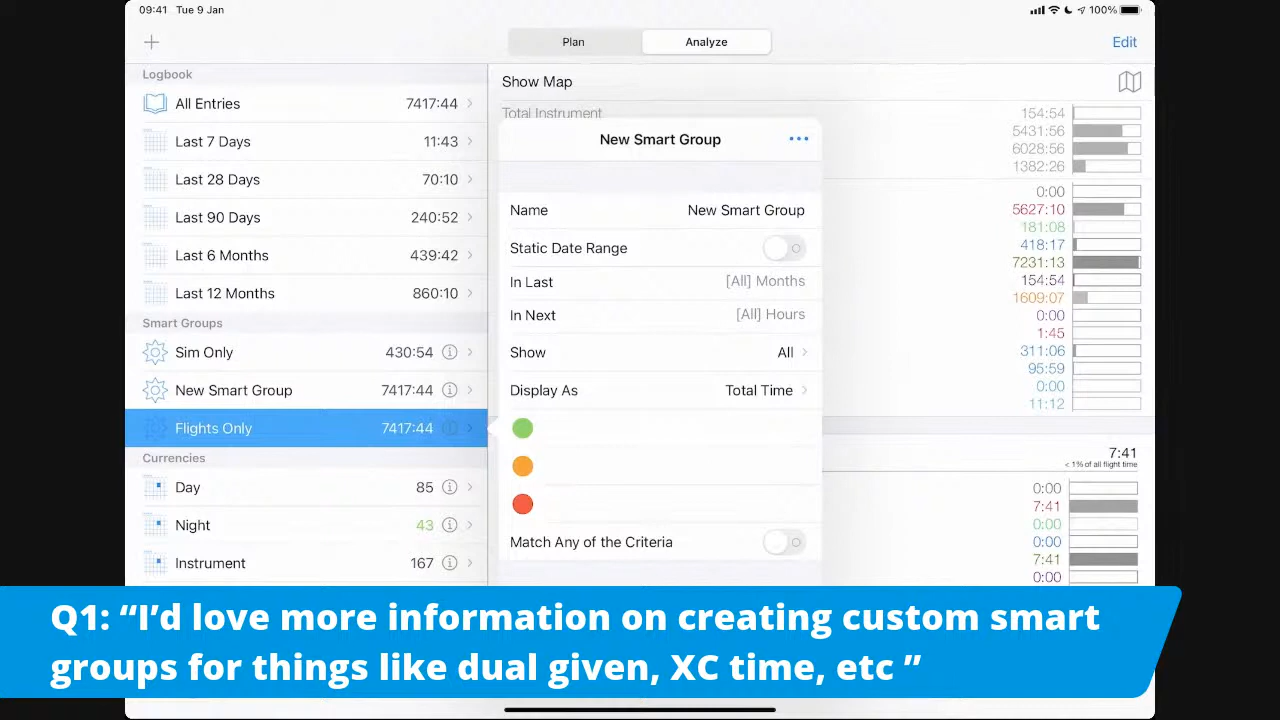 09:41 Tue 9 Jan 100%
Plan Analyze Edit
Logbook
All Entries 7417:44
Last 7 Days 11:43
Last 28 Days 70:10
Last 90 Days 240:52
Last 6 Months 439:42
Last 12 Months 860:10
Smart Groups
Sim Only 430:54
New Smart Group 7417:44
Flights Only 7417:44
Currencies
Day 85
Night 43
Instrument 167
Show Map
Total Instrument 154:54
5431:56
6028:56
1382:26
0:00
5627:10
181:08
418:17
7231:13
154:54
1609:07
0:00
1:45
311:06
95:59
0:00
11:12
7:41
< 1% of all flight time
0:00
7:41
0:00
0:00
7:41
0:00
New Smart Group
Name New Smart Group
Static Date Range
In Last [All] Months
In Next [All] Hours
Show All
Display As Total Time
Match Any of the Criteria
Q1: “I’d love more information on creating custom smart
groups for things like dual given, XC time, etc ”